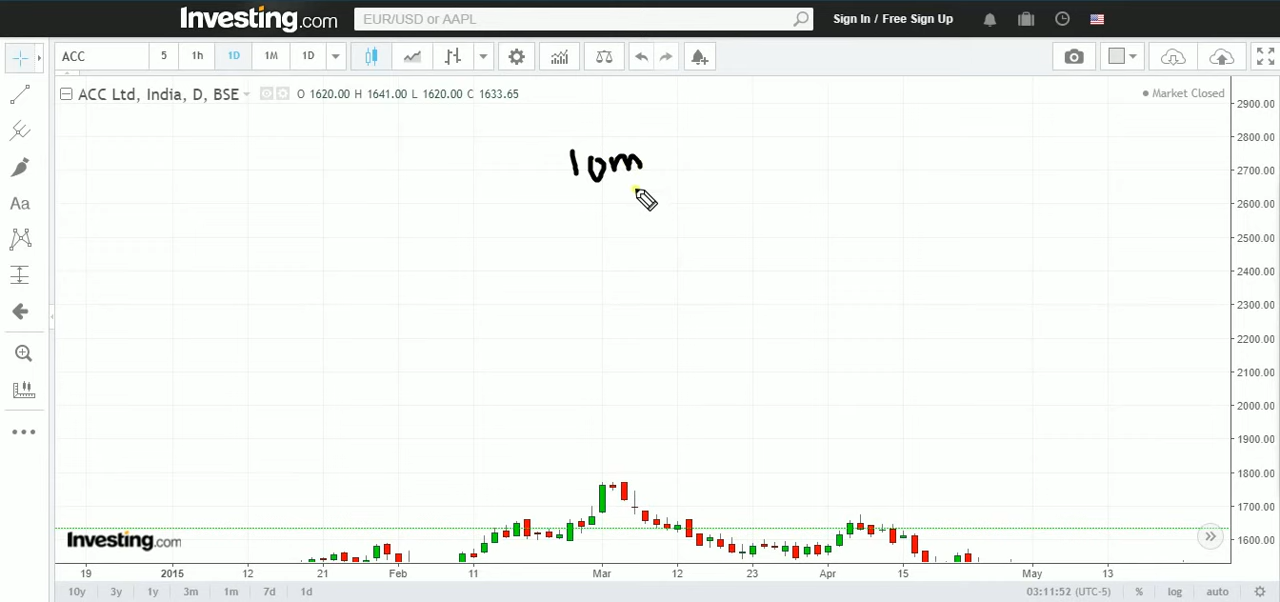 Investing.com
EUR/USD or AAPL
Sign In / Free Sign Up
ACC
5
1h
1D
1M
1D
ACC Ltd, India, D, BSE
O 1620.00 H 1641.00 L 1620.00 C 1633.65
Market Closed
10m
Aa
2900.00
2800.00
2700.00
2600.00
2500.00
2400.00
2300.00
2200.00
2100.00
2000.00
1900.00
1800.00
1700.00
1600.00
Investing.com
19
2015
12
21
Feb
11
Mar
12
23
Apr
15
May
13
10y
3y
1y
3m
1m
7d
1d
03:11:52 (UTC-5)
%
log
auto